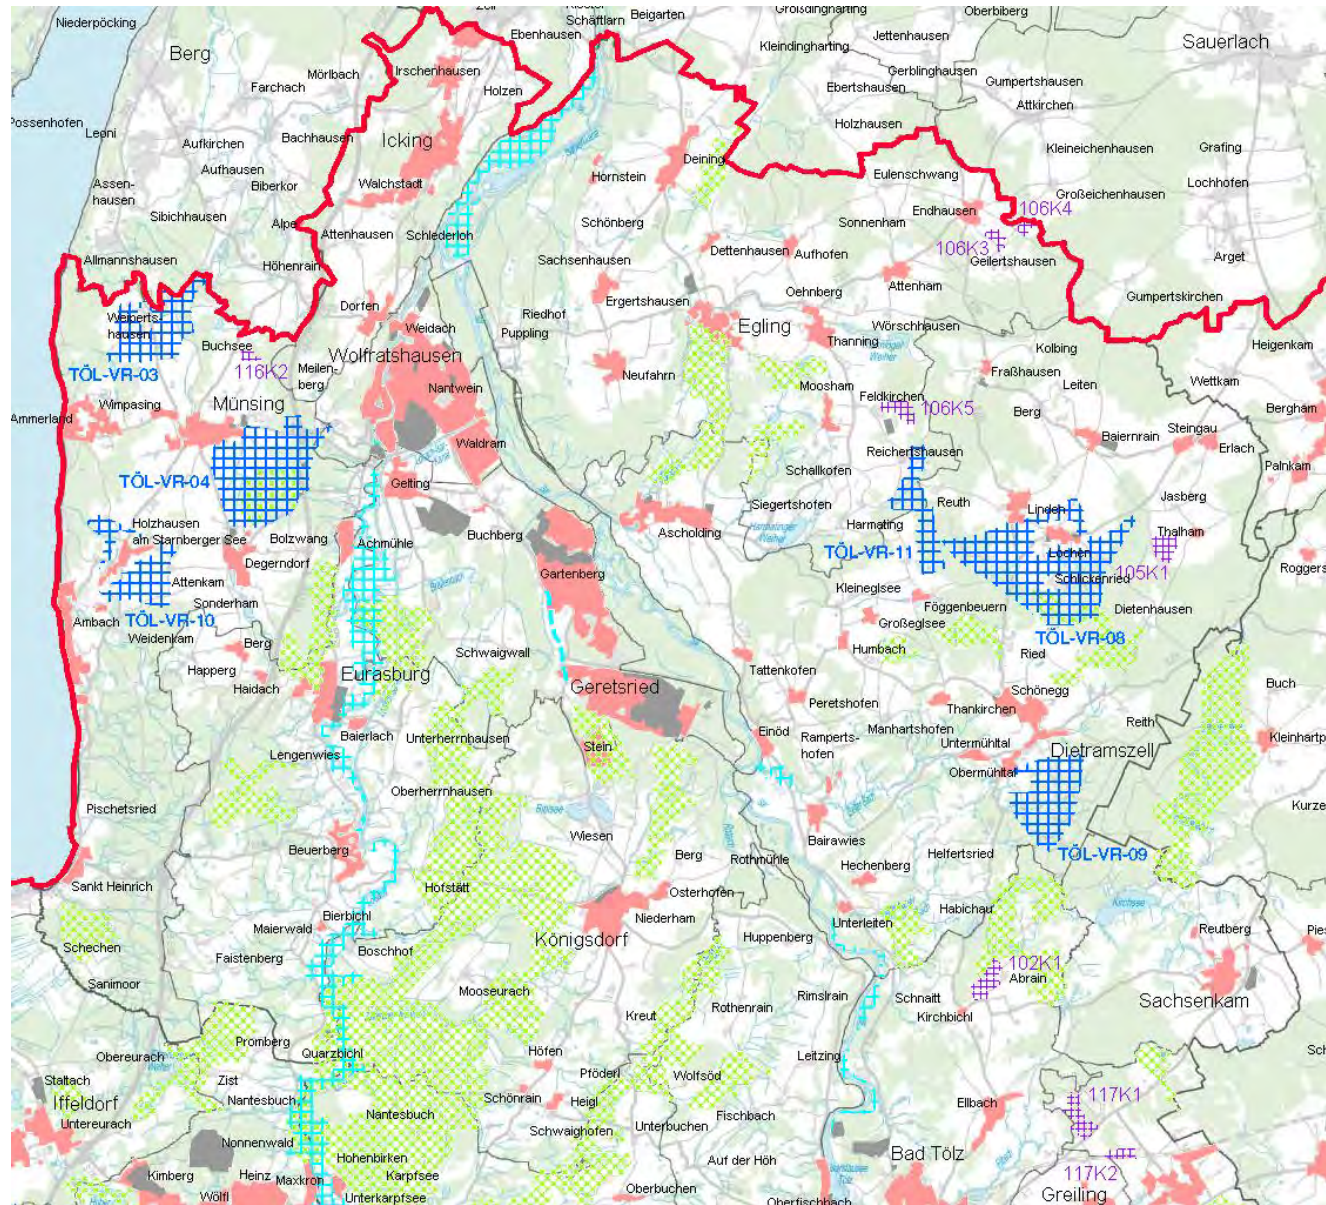 Niederpöcking
Zell
Kloster
Schäftlarn
Beigarten
Großdingharting
Oberbiberg
Ebenhausen
Jettenhausen
Kleindingharting
Sauerlach
Berg
Mörlbach
Irschenhausen
Gerblinghausen
Farchach
Holzen
Ebertshausen
Gumpertshausen
Attkirchen
Possenhofen
Leoni
Bachhausen
Icking
Holzhausen
Aufkirchen
Deining
Kleineichenhausen
Grafing
Aufhausen
Hornstein
Eulenschwang
Assen-
hausen
Biberkor
Walchstadt
Großeichenhausen
Lochhofen
Sibichhausen
Alpe
Schönberg
Sonnenham
Endhausen
106K4
Attenhausen
Schlederloh
Dettenhausen
Aufhofen
106K3
Allmannshausen
Höhenrain
Sachsenhausen
Geilertshausen
Arget
Attenham
Dorfen
Ergertshausen
Oehnberg
Gumpertskirchen
Weiperts-
hausen
Riedhof
Weidach
Puppling
Egling
Wörschhausen
Buchsee
Wolfratshausen
Thanning
Kolbing
Heigenkam
TÖL-VR-03
116K2
Meilen-
berg
Neufahrn
Fraßhausen
Nantwein
Moosham
Leiten
Wettkam
Wimpasing
Münsing
Feldkirchen
106K5
Berg
Bergham
Ammerland
Waldram
Baiernrain
Steingau
Erlach
Reichertshausen
Palnkam
TÖL-VR-04
Gelting
Schallkofen
Siegertshofen
Reuth
Linden
Jasberg
Holzhausen
am Starnberger See
Bolzwang
Buchberg
Ascholding
Harmating
Thalham
Achmühle
TÖL-VR-11
Lochen
Degerndorf
Gartenberg
105K1
Roggers
Attenkam
Kleineglsee
Schlickenried
Sonderham
Föggenbeuern
Dietenhausen
Ambach
TÖL-VR-10
Großeglsee
TÖL-VR-08
Weidenkam
Berg
Schwaigwall
Humbach
Ried
Happerg
Eurasburg
Tattenkofen
Haidach
Geretsried
Schönegg
Buch
Peretshofen
Thankirchen
Reith
Baierlach
Unterherrnhausen
Einöd
Ramperts-
hofen
Manhartshofen
Kleinhartp
Lengenwies
Stein
Untermühltal
Dietramszell
Obermühltal
Oberherrnhausen
Pischetsried
Kurze
Wiesen
Bairawies
Beuerberg
Berg
Rothmühle
Helfertsried
TÖL-VR-09
Hechenberg
Sankt Heinrich
Hofstätt
Osterhofen
Kirchsee
Habichau
Bierbichl
Niederham
Unterleiten
Maierwald
Reutberg
Schechen
Königsdorf
Huppenberg
Boschhof
Faistenberg
102K1
Abrain
Sanimoor
Mooseurach
Rimslrain
Schnaitt
Sachsenkam
Rothenrain
Kirchbichl
Kreut
Promberg
Obereurach
Quarzbichl
Höfen
Leitzing
Staltach
Zist
Pföderl
Wolfsöd
Iffeldorf
Nantesbuch
Schönrain
Heigl
Ellbach
117K1
Untereurach
Nantesbuch
Fischbach
Schwaighofen
Unterbuchen
Nonnenwald
Bad Tölz
Hohenbirken
Auf der Höh
117K2
Kimberg
Heinz
Maxkron
Karpfsee
Wölfl
Unterkarpfsee
Oberbuchen
Oberfischbach
Greiling